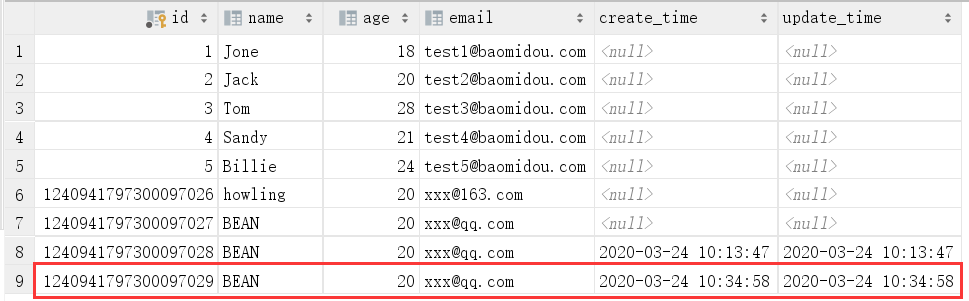 id name age email create_time update_time
1 1 Jone 18 test1@baomidou.com <null> <null>
2 2 Jack 20 test2@baomidou.com <null> <null>
3 3 Tom 28 test3@baomidou.com <null> <null>
4 4 Sandy 21 test4@baomidou.com <null> <null>
5 5 Billie 24 test5@baomidou.com <null> <null>
6 1240941797300097026 howling 20 xxx@163.com <null> <null>
7 1240941797300097027 BEAN 20 xxx@qq.com <null> <null>
8 1240941797300097028 BEAN 20 xxx@qq.com 2020-03-24 10:13:47 2020-03-24 10:13:47
9 1240941797300097029 BEAN 20 xxx@qq.com 2020-03-24 10:34:58 2020-03-24 10:34:58